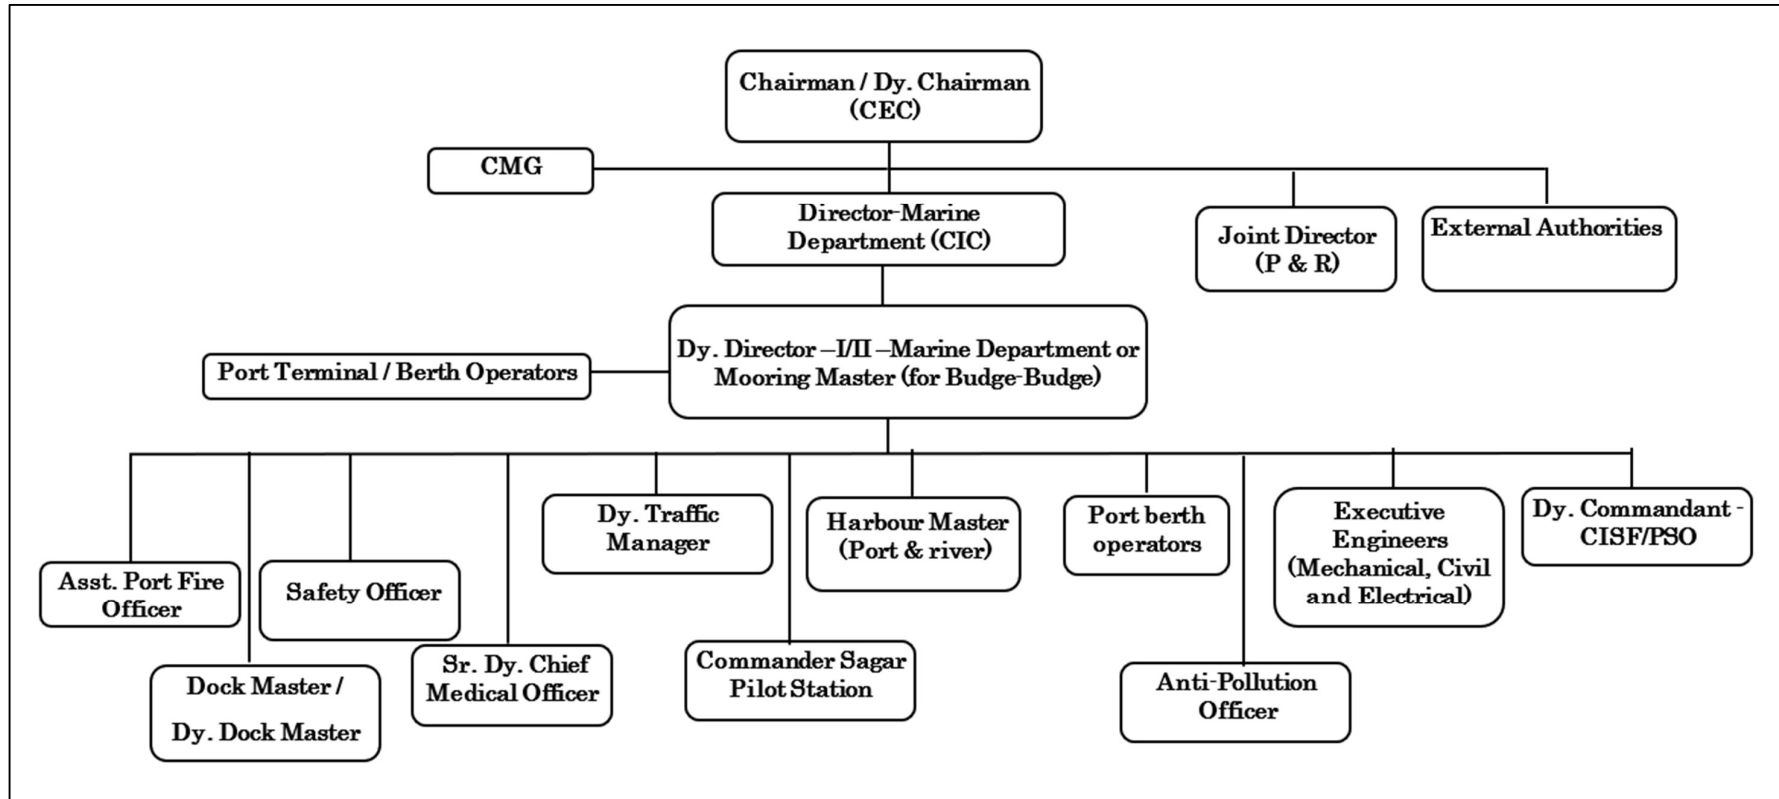 Chairman / Dy. Chairman
(CEC)
CMG
Director-Marine
Department (CIC)
Joint Director
(P & R)
External Authorities
Dy. Director –I/II –Marine Department or
Mooring Master (for Budge-Budge)
Port Terminal / Berth Operators
Asst. Port Fire
Officer
Dock Master /
Dy. Dock Master
Safety Officer
Sr. Dy. Chief
Medical Officer
Dy. Traffic
Manager
Commander Sagar
Pilot Station
Harbour Master
(Port & river)
Port berth
operators
Anti-Pollution
Officer
Executive
Engineers
(Mechanical, Civil
and Electrical)
Dy. Commandant -
CISF/PSO